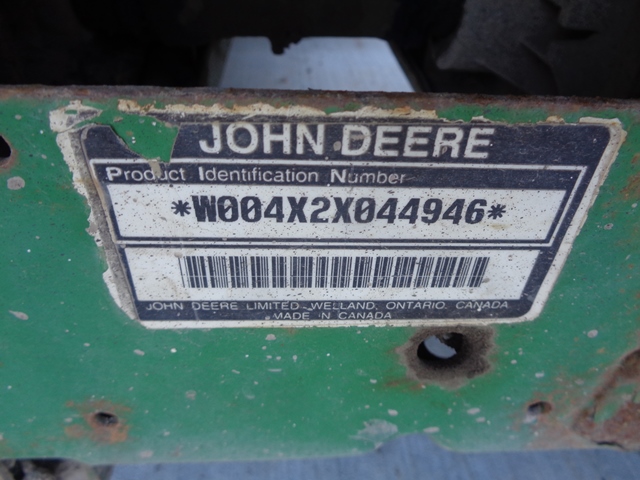 JOHN DEERE
Product Identification Number
*W004X2X044946*
JOHN DEERE LIMITED WELLAND, ONTARIO, CANADA
MADE IN CANADA